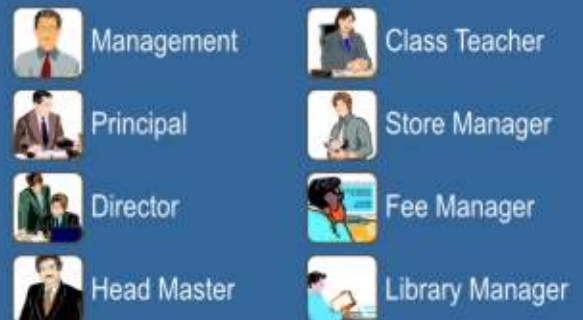 Management
Principal
Director
Head Master
Class Teacher
Store Manager
Fee Manager
Library Manager